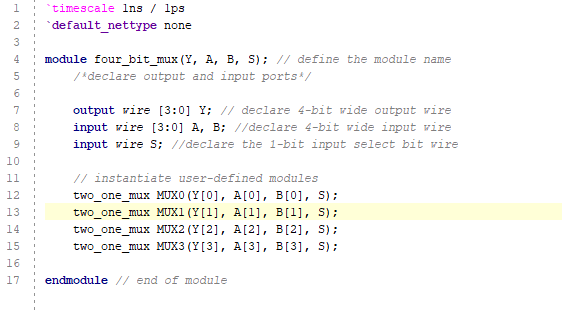 1 `timescale 1ns / 1ps
2 `default_nettype none
3
4 module four_bit_mux(Y, A, B, S); // define the module name
5 /*declare output and input ports*/
6
7 output wire [3:0] Y; // declare 4-bit wide output wire
8 input wire [3:0] A, B; //declare 4-bit wide input wire
9 input wire S; //declare the 1-bit input select bit wire
10
11 // instantiate user-defined modules
12 two_one_mux MUX0(Y[0], A[0], B[0], S);
13 two_one_mux MUX1(Y[1], A[1], B[1], S);
14 two_one_mux MUX2(Y[2], A[2], B[2], S);
15 two_one_mux MUX3(Y[3], A[3], B[3], S);
16
17 endmodule // end of module